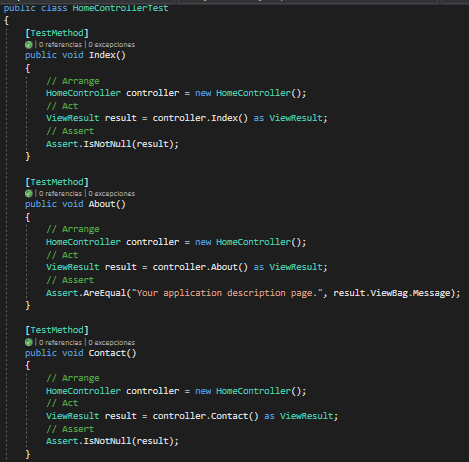 public class HomeControllerTest
{
[TestMethod]
| 0 referencias | 0 excepciones
public void Index()
{
// Arrange
HomeController controller = new HomeController();
// Act
ViewResult result = controller.Index() as ViewResult;
// Assert
Assert.IsNotNull(result);
}
[TestMethod]
| 0 referencias | 0 excepciones
public void About()
{
// Arrange
HomeController controller = new HomeController();
// Act
ViewResult result = controller.About() as ViewResult;
// Assert
Assert.AreEqual("Your application description page.", result.ViewBag.Message);
}
[TestMethod]
| 0 referencias | 0 excepciones
public void Contact()
{
// Arrange
HomeController controller = new HomeController();
// Act
ViewResult result = controller.Contact() as ViewResult;
// Assert
Assert.IsNotNull(result);
}